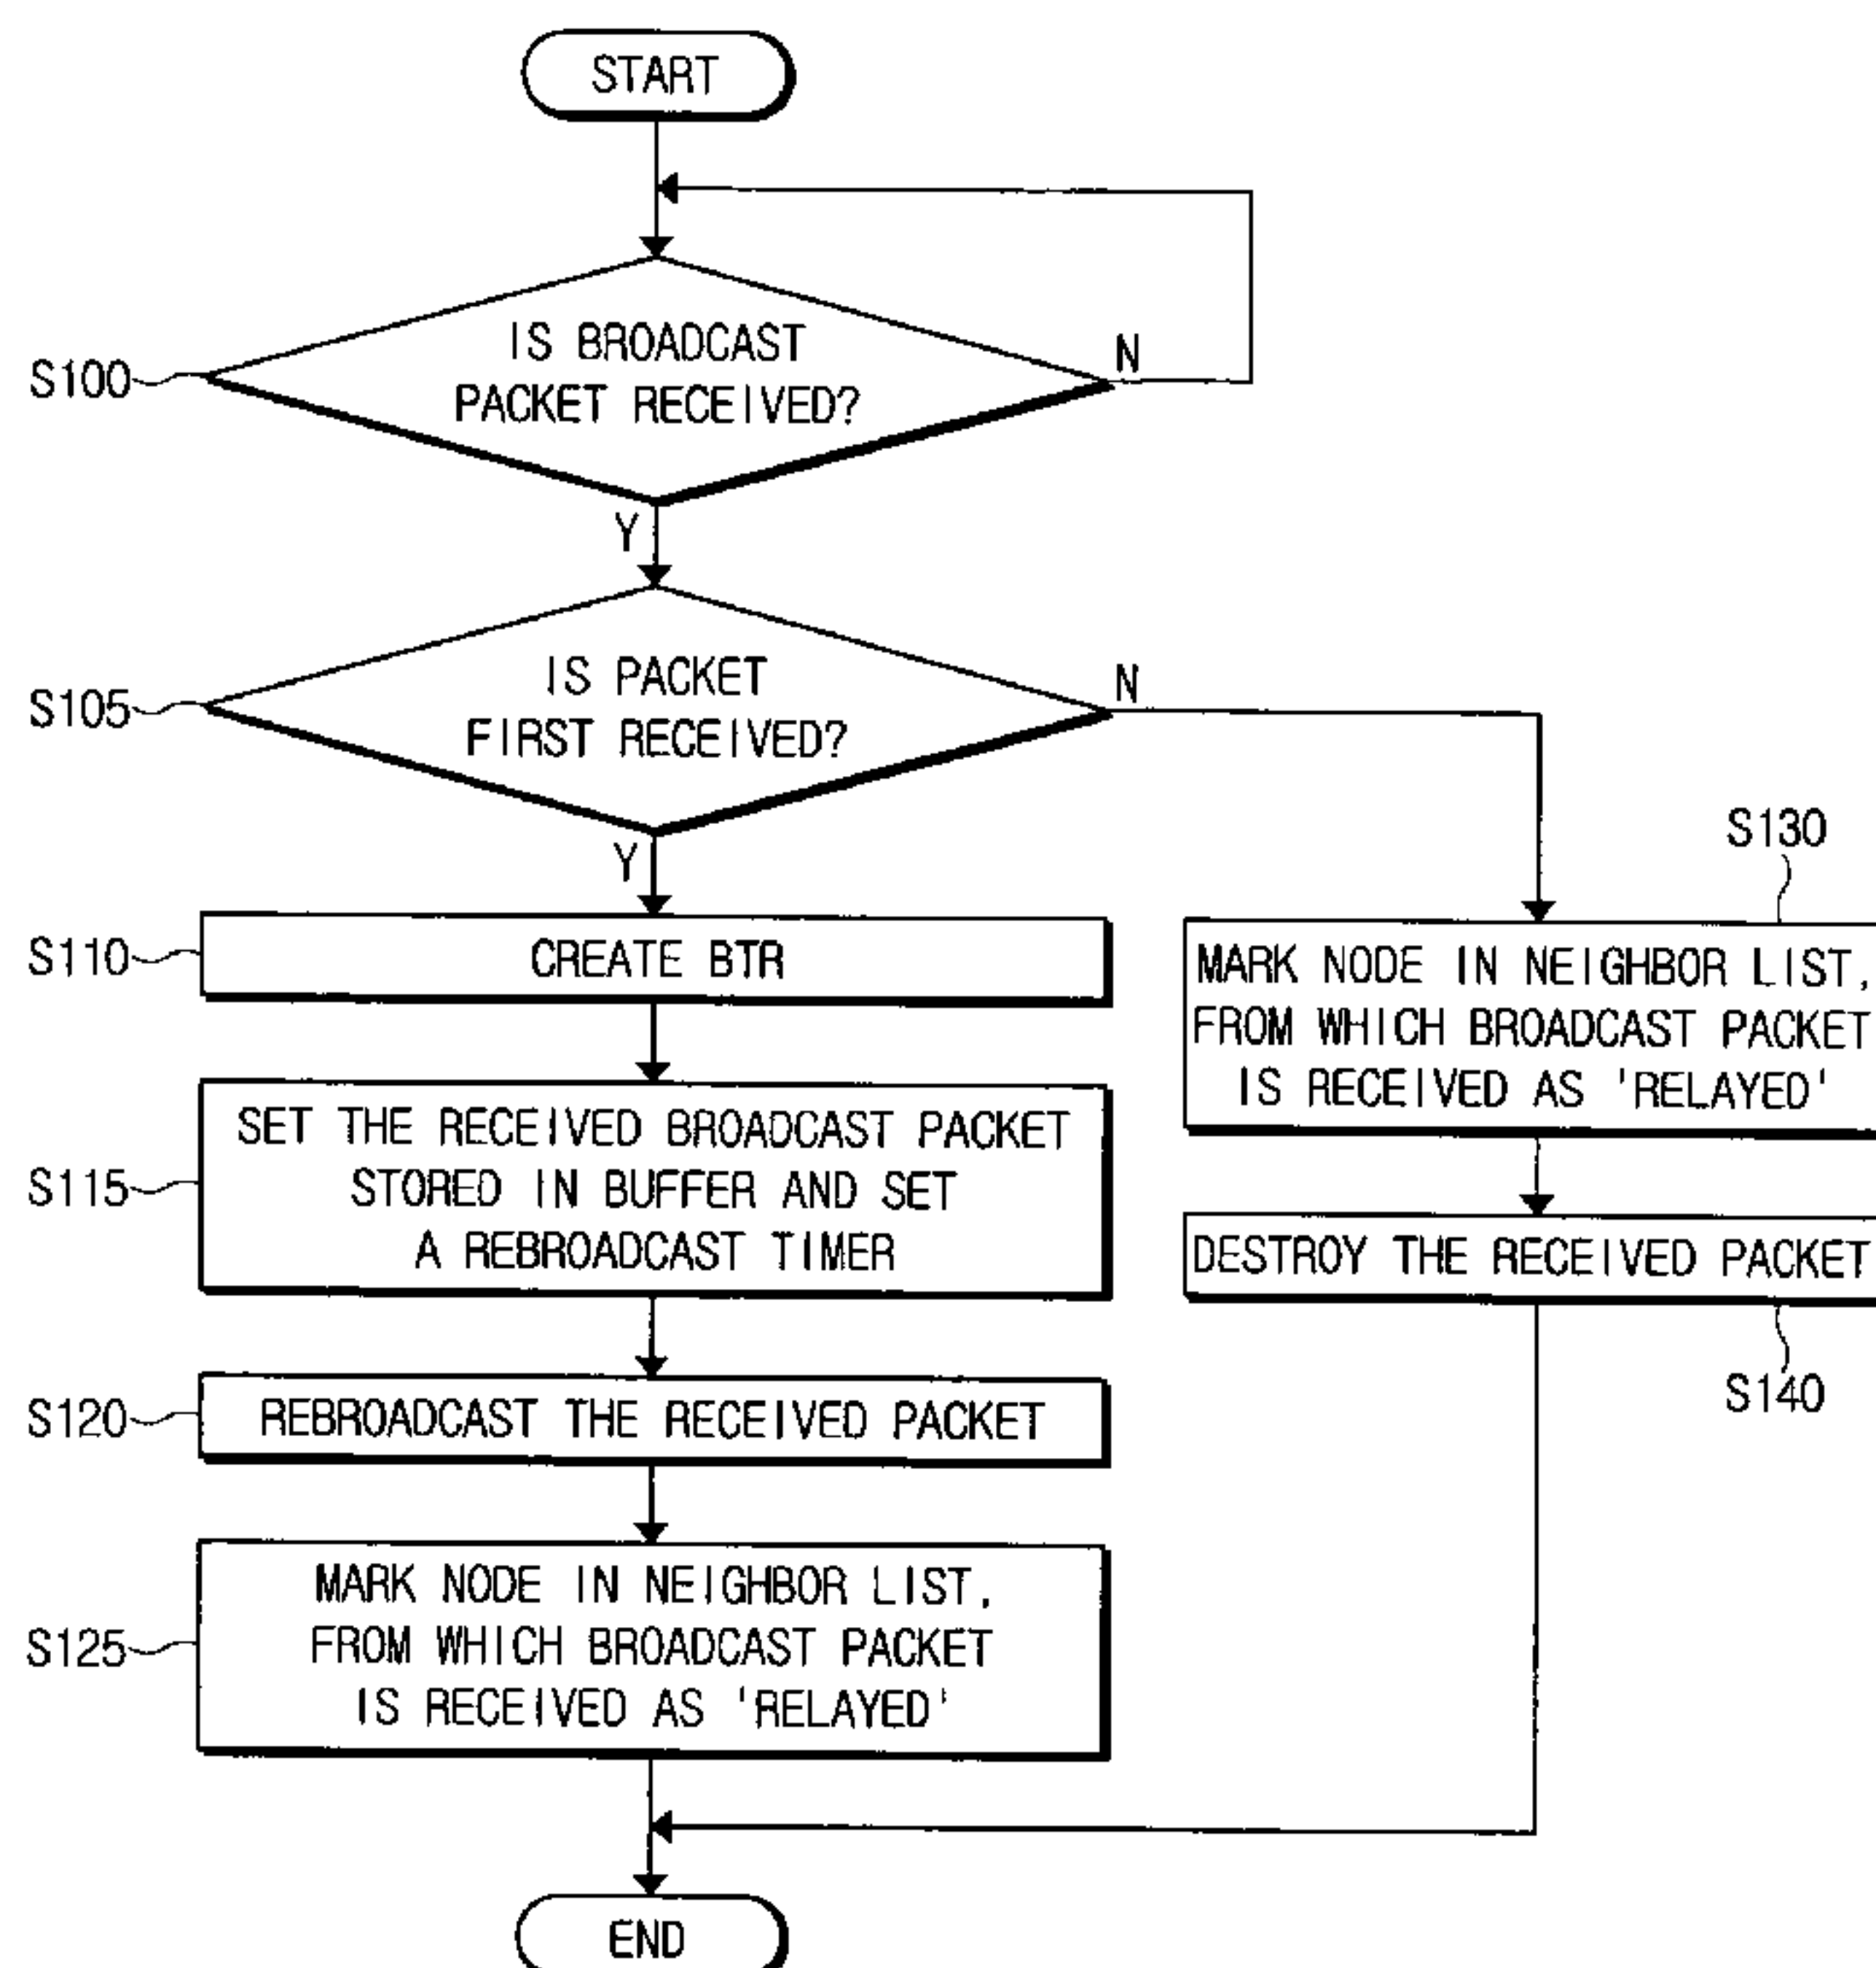 START
IS BROADCAST
PACKET RECEIVED?
N
S100
Y
IS PACKET
FIRST RECEIVED?
N
S105
Y
S110
CREATE BTR
S115
SET THE RECEIVED BROADCAST PACKET
STORED IN BUFFER AND SET
A REBROADCAST TIMER
S120
REBROADCAST THE RECEIVED PACKET
S125
MARK NODE IN NEIGHBOR LIST,
FROM WHICH BROADCAST PACKET
IS RECEIVED AS 'RELAYED'
S130
MARK NODE IN NEIGHBOR LIST,
FROM WHICH BROADCAST PACKET
IS RECEIVED AS 'RELAYED'
DESTROY THE RECEIVED PACKET
S140
END